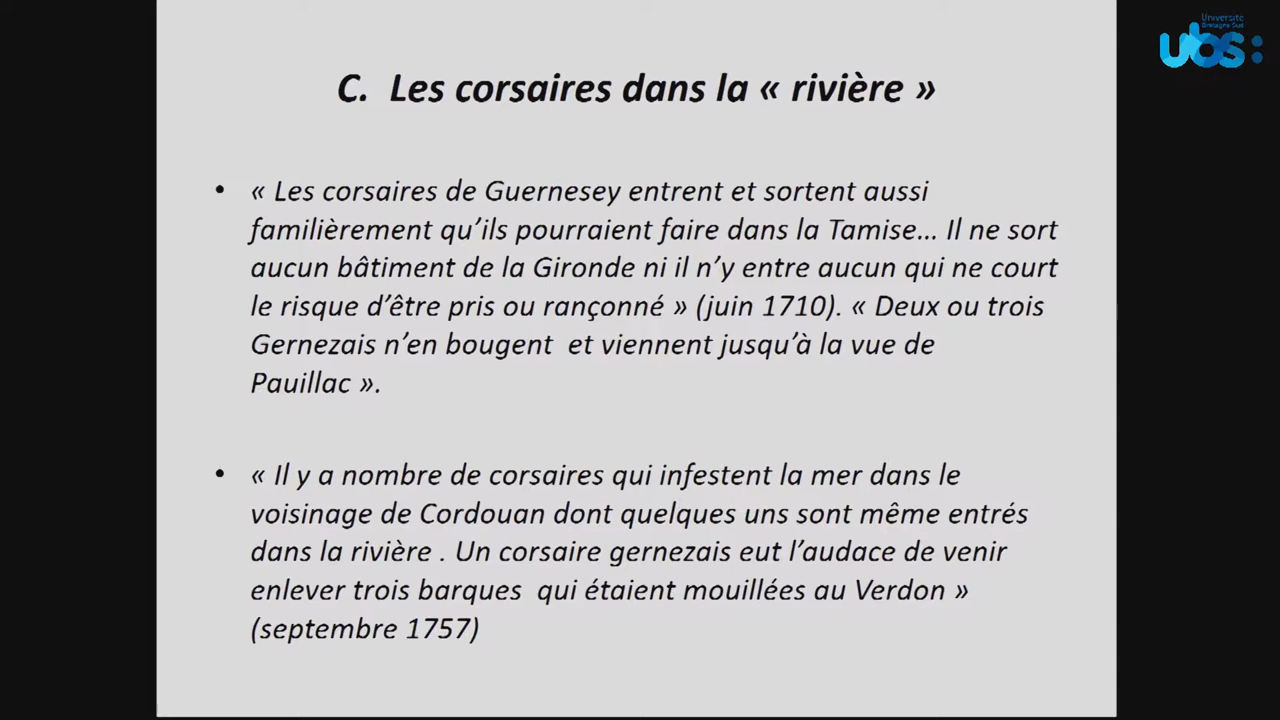 Université
Bretagne Sud
ubs:
C. Les corsaires dans la « rivière »
• « Les corsaires de Guernesey entrent et sortent aussi
familièrement qu’ils pourraient faire dans la Tamise… Il ne sort
aucun bâtiment de la Gironde ni il n’y entre aucun qui ne court
le risque d’être pris ou rançonné » (juin 1710). « Deux ou trois
Gernezais n’en bougent et viennent jusqu’à la vue de
Pauillac ».
• « Il y a nombre de corsaires qui infestent la mer dans le
voisinage de Cordouan dont quelques uns sont même entrés
dans la rivière . Un corsaire gernezais eut l’audace de venir
enlever trois barques qui étaient mouillées au Verdon »
(septembre 1757)